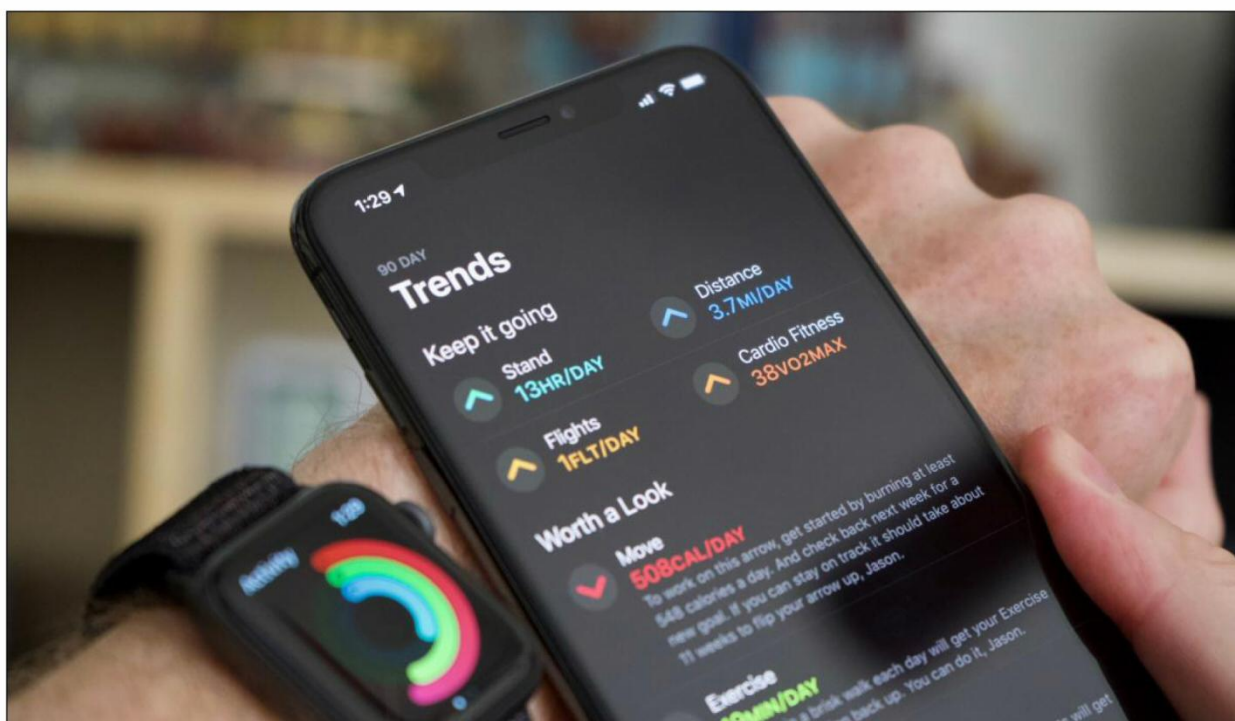 1:29
90 DAY
Trends
Keep it going
Stand
13HR/DAY
Distance
3.7MI/DAY
Flights
1FLT/DAY
Cardio Fitness
38VO2MAX
Worth a Look
Move
508CAL/DAY
To work on this arrow, get started by burning at least
548 calories a day. And check back next week for a
new goal. If you can stay on track it should take about
11 weeks to flip your arrow up, Jason.
Exercise
MIN/DAY
a brisk walk each day will get your Exercise
back up. You can do it, Jason.
will get
Activity
1:29